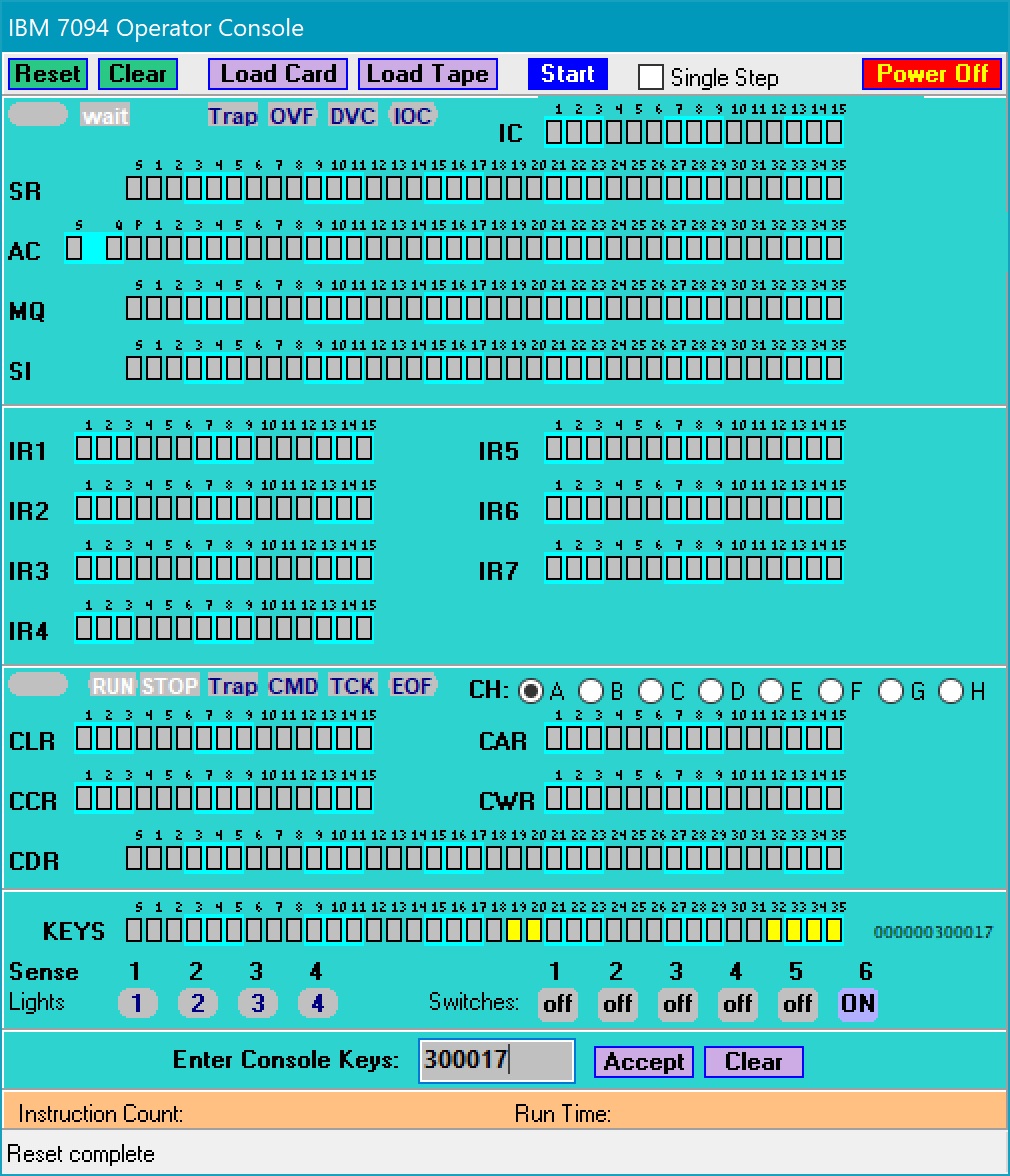 IBM 7094 Operator Console
Reset Clear Load Card Load Tape Start Single Step Power Off
wait Trap OVF DVC IOC
1 2 3 4 5 6 7 8 9 10 11 12 13 14 15
IC
S 1 2 3 4 5 6 7 8 9 10 11 12 13 14 15 16 17 18 19 20 21 22 23 24 25 26 27 28 29 30 31 32 33 34 35
SR
S Q P 1 2 3 4 5 6 7 8 9 10 11 12 13 14 15 16 17 18 19 20 21 22 23 24 25 26 27 28 29 30 31 32 33 34 35
AC
S 1 2 3 4 5 6 7 8 9 10 11 12 13 14 15 16 17 18 19 20 21 22 23 24 25 26 27 28 29 30 31 32 33 34 35
MQ
S 1 2 3 4 5 6 7 8 9 10 11 12 13 14 15 16 17 18 19 20 21 22 23 24 25 26 27 28 29 30 31 32 33 34 35
SI
1 2 3 4 5 6 7 8 9 10 11 12 13 14 15 1 2 3 4 5 6 7 8 9 10 11 12 13 14 15
IR1 IR5
1 2 3 4 5 6 7 8 9 10 11 12 13 14 15 1 2 3 4 5 6 7 8 9 10 11 12 13 14 15
IR2 IR6
1 2 3 4 5 6 7 8 9 10 11 12 13 14 15 1 2 3 4 5 6 7 8 9 10 11 12 13 14 15
IR3 IR7
1 2 3 4 5 6 7 8 9 10 11 12 13 14 15
IR4
RUN STOP Trap CMD TCK EOF CH: A B C D E F G H
1 2 3 4 5 6 7 8 9 10 11 12 13 14 15 1 2 3 4 5 6 7 8 9 10 11 12 13 14 15
CLR CAR
1 2 3 4 5 6 7 8 9 10 11 12 13 14 15 1 2 3 4 5 6 7 8 9 10 11 12 13 14 15
CCR CWR
S 1 2 3 4 5 6 7 8 9 10 11 12 13 14 15 16 17 18 19 20 21 22 23 24 25 26 27 28 29 30 31 32 33 34 35
CDR
S 1 2 3 4 5 6 7 8 9 10 11 12 13 14 15 16 17 18 19 20 21 22 23 24 25 26 27 28 29 30 31 32 33 34 35
KEYS 000000300017
Sense 1 2 3 4 1 2 3 4 5 6
Lights 1 2 3 4 Switches: off off off off off ON
Enter Console Keys: 300017 Accept Clear
Instruction Count: Run Time:
Reset complete